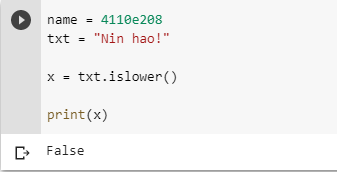 name = 4110e208
txt = "Nin hao!"
x = txt.islower()
print(x)
False